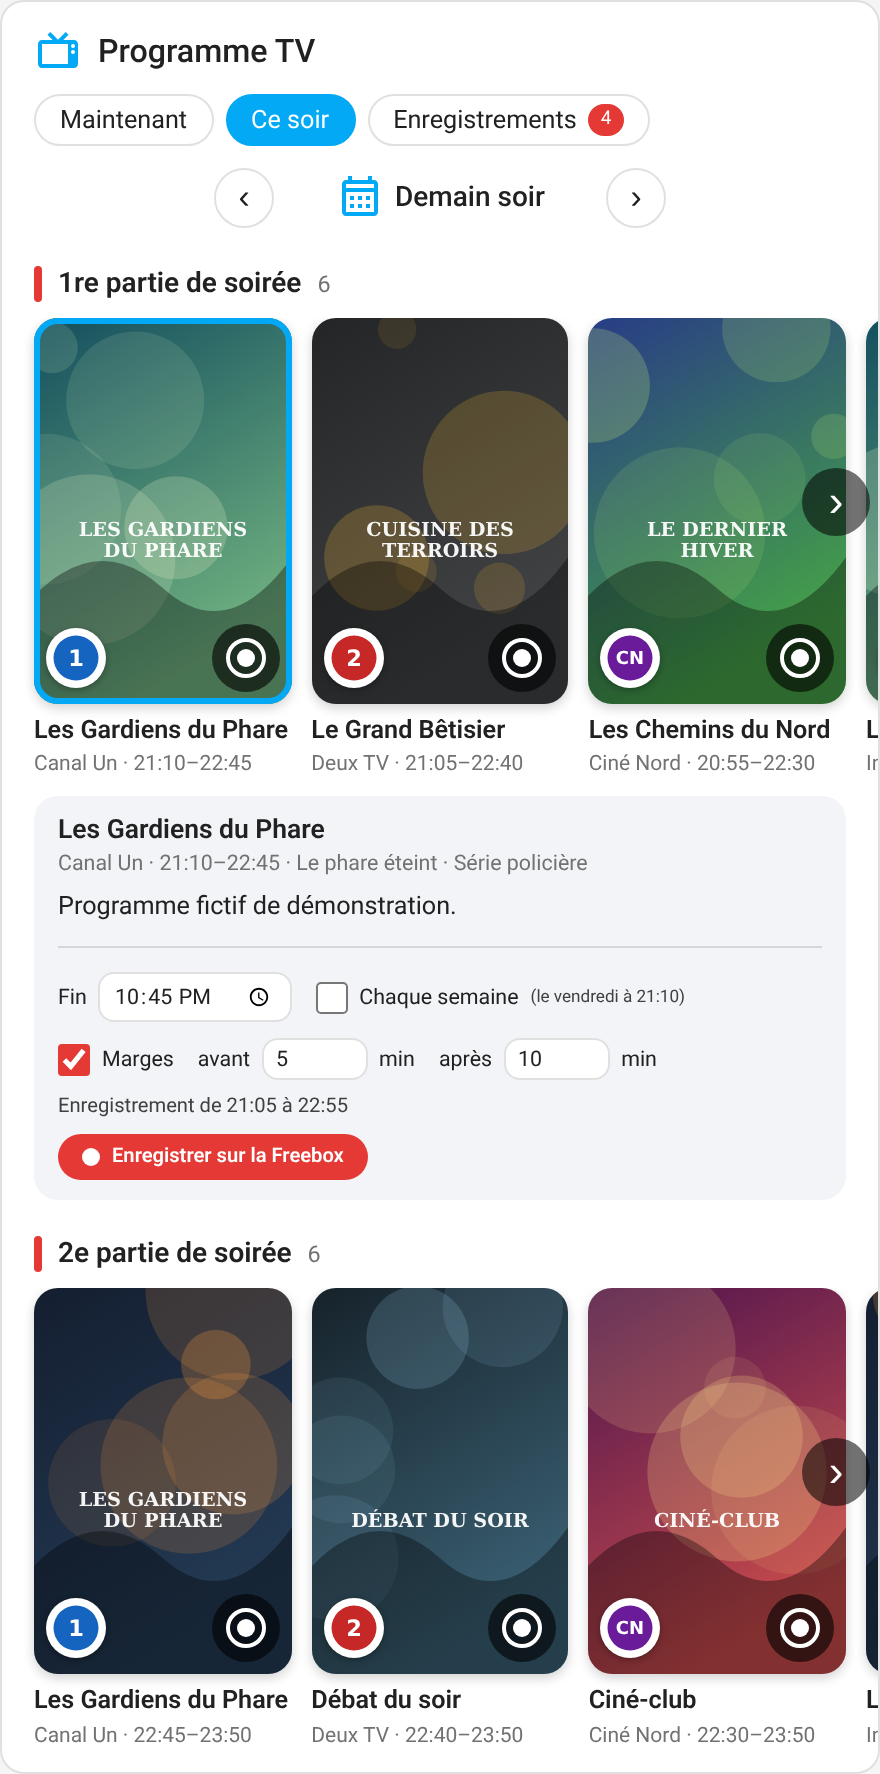 Programme TV
Maintenant
Ce soir
Enregistrements 4
‹
Demain soir
›
1re partie de soirée 6
LES GARDIENS
DU PHARE
1
CUISINE DES
TERROIRS
2
LE DERNIER
HIVER
CN
›
Les Gardiens du Phare
Canal Un · 21:10–22:45
Le Grand Bêtisier
Deux TV · 21:05–22:40
Les Chemins du Nord
Ciné Nord · 20:55–22:30
Les Gardiens du Phare
Canal Un · 21:10–22:45 · Le phare éteint · Série policière
Programme fictif de démonstration.
Fin 10:45 PM Chaque semaine (le vendredi à 21:10)
Marges avant 5 min après 10 min
Enregistrement de 21:05 à 22:55
Enregistrer sur la Freebox
2e partie de soirée 6
LES GARDIENS
DU PHARE
1
DÉBAT DU SOIR
2
CINÉ-CLUB
CN
›
Les Gardiens du Phare
Canal Un · 22:45–23:50
Débat du soir
Deux TV · 22:40–23:50
Ciné-club
Ciné Nord · 22:30–23:50